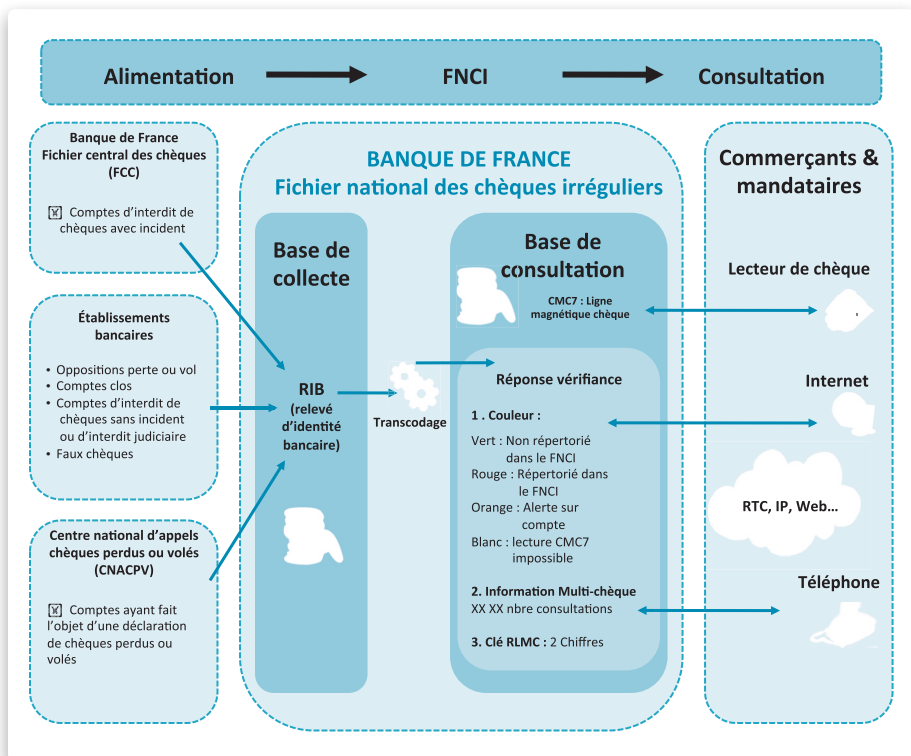 Alimentation
FNCI
Consultation
Banque de France
Fichier central des chèques
(FCC)
Comptes d'interdit de
chèques avec incident
Établissements
bancaires
• Oppositions perte ou vol
• Comptes clos
• Comptes d'interdit de
chèques sans incident
ou d'interdit judiciaire
• Faux chèques
Centre national d'appels
chèques perdus ou volés
(CNACPV)
Comptes ayant fait
l'objet d'une déclaration
de chèques perdus ou
volés
BANQUE DE FRANCE
Fichier national des chèques irréguliers
Base de
collecte
RIB
(relevé
d'identité
bancaire)
Transcodage
Base de
consultation
CMC7 : Ligne
magnétique chèque
Réponse vérifiance
1 . Couleur :
Vert : Non répertorié
dans le FNCI
Rouge : Répertorié dans
le FNCI
Orange : Alerte sur
compte
Blanc : lecture CMC7
impossible
2. Information Multi-chèque
XX XX nbre consultations
3. Clé RLMC : 2 Chiffres
Commerçants &
mandataires
Lecteur de chèque
Internet
RTC, IP, Web...
Téléphone